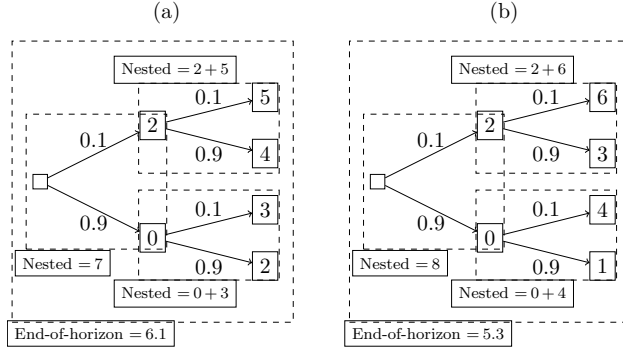 (a)
Nested = 2 + 5
0.1
5
2
0.1
0.9
4
0.9
0.1
3
0
Nested = 7
0.9
2
Nested = 0 + 3
End-of-horizon = 6.1
(b)
Nested = 2 + 6
0.1
6
2
0.1
0.9
3
0.9
0.1
4
0
Nested = 8
0.9
1
Nested = 0 + 4
End-of-horizon = 5.3